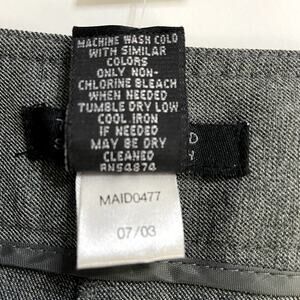 MACHINE WASH COLD
WITH SIMILAR
COLORS
ONLY NON-
CHLORINE BLEACH
WHEN NEEDED
TUMBLE DRY LOW
COOL IRON
IF NEEDED
MAY BE DRY
CLEANED
RN54874
MAID0477
07/03